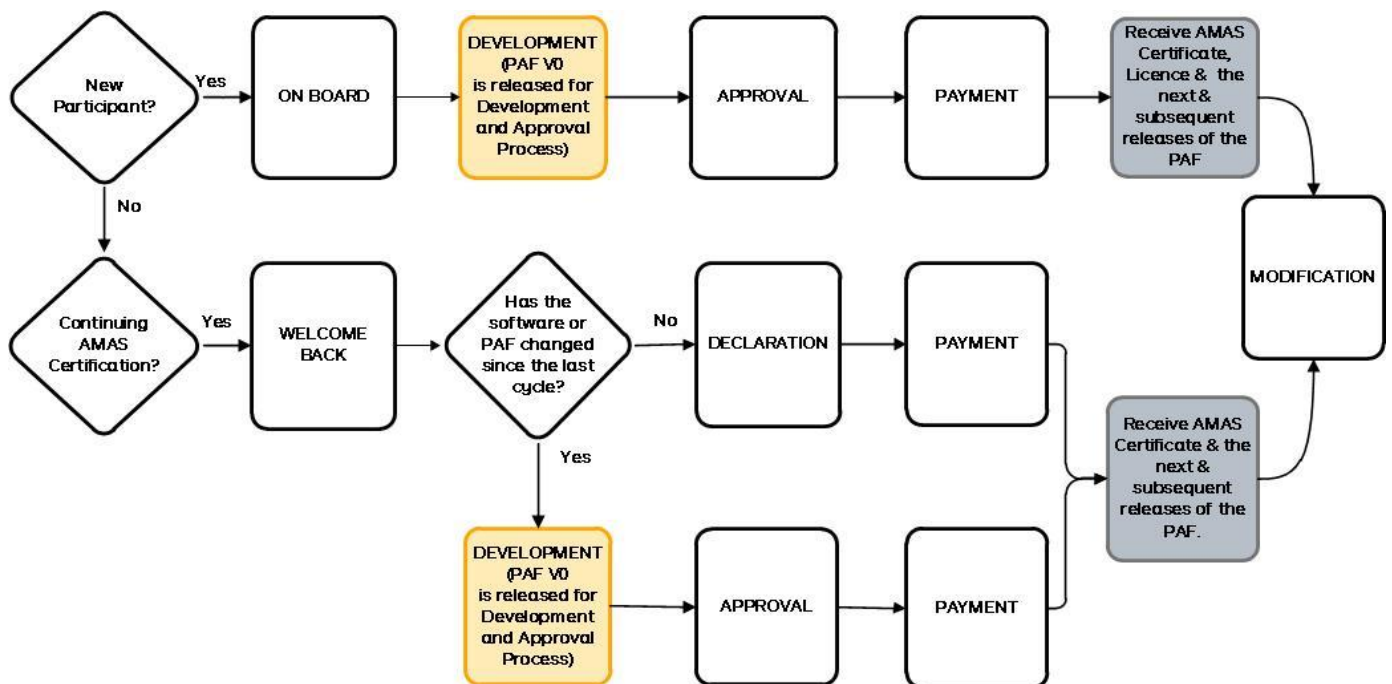 New
Participant?
Yes
ON BOARD
DEVELOPMENT
(PAF V0
is released for
Development
and Approval
Process)
APPROVAL
PAYMENT
Receive AMAS
Certificate,
Licence & the
next &
subsequent
releases of the
PAF
No
MODIFICATION
Continuing
AMAS
Certification?
Yes
WELCOME
BACK
Has the
software or
PAF changed
since the last
cycle?
No
DECLARATION
PAYMENT
Receive AMAS
Certificate & the
next &
subsequent
releases of the
PAF.
Yes
DEVELOPMENT
(PAF V0
is released for
Development
and Approval
Process)
APPROVAL
PAYMENT